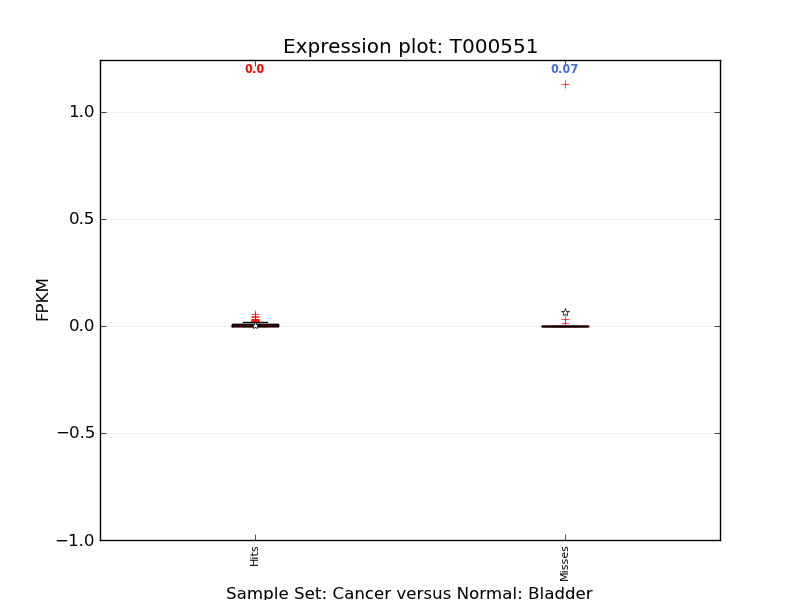 Expression plot: T000551
0.0
0.07
1.0
0.5
0.0
−0.5
−1.0
FPKM
Hits
Misses
Sample Set: Cancer versus Normal: Bladder